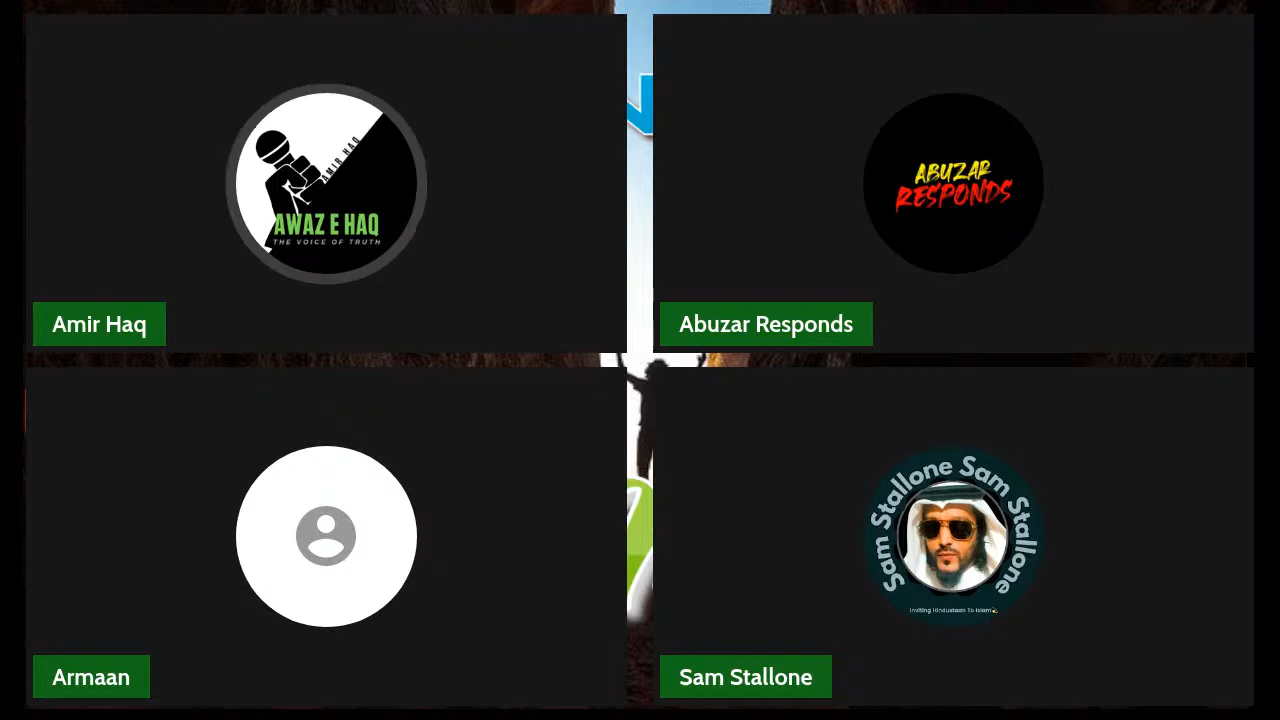 AMIR HAQ
AWAZ E HAQ
THE VOICE OF TRUTH
Amir Haq
ABUZAR
RESPONDS
Abuzar Responds
Armaan
Sam Stallone Sam Stallone
Inviting Hindustaan To Islam
Sam Stallone